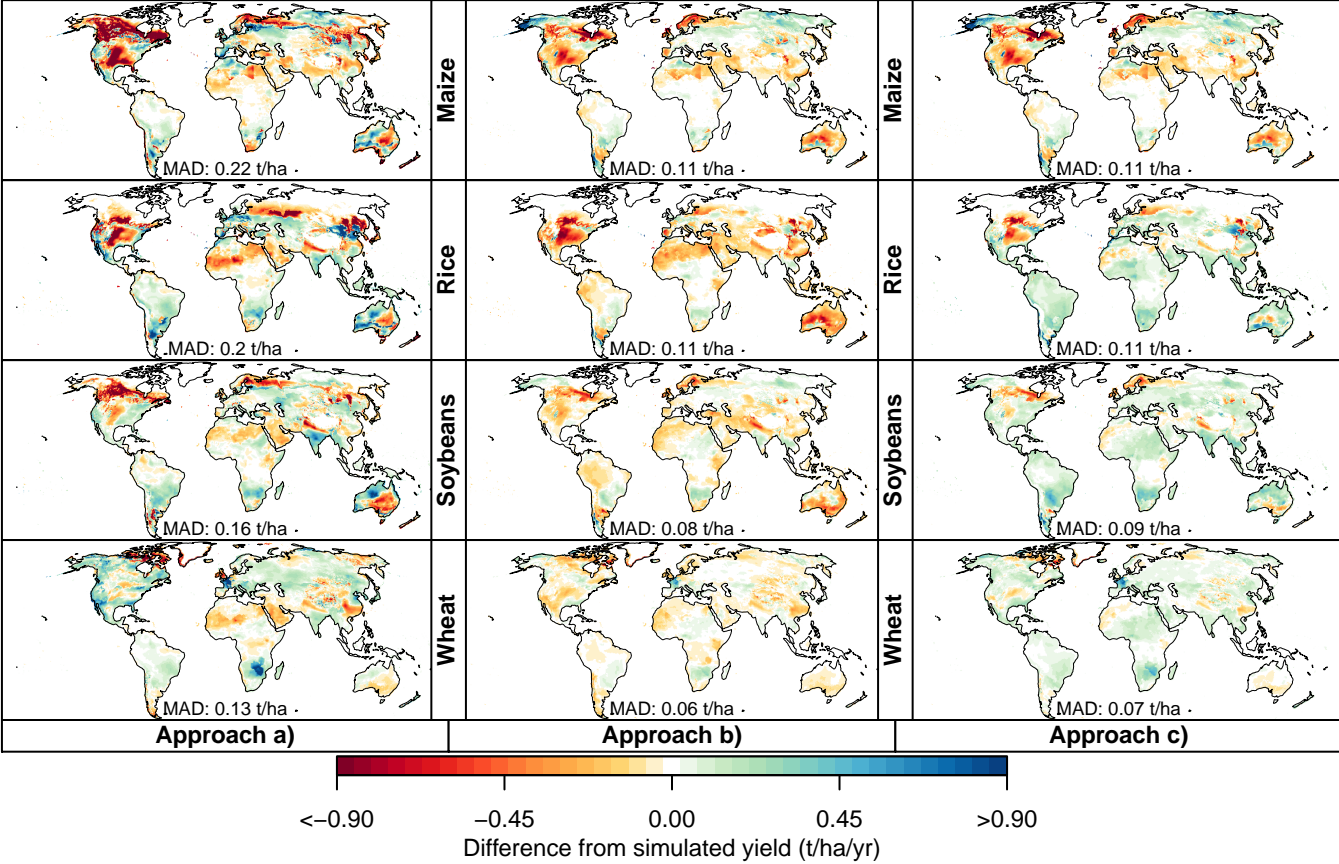 Maize
Maize
MAD: 0.22 t/ha
MAD: 0.11 t/ha
MAD: 0.11 t/ha
Rice
Rice
MAD: 0.2 t/ha
MAD: 0.11 t/ha
MAD: 0.11 t/ha
Soybeans
Soybeans
MAD: 0.16 t/ha
MAD: 0.08 t/ha
MAD: 0.09 t/ha
Wheat
Wheat
MAD: 0.13 t/ha
MAD: 0.06 t/ha
MAD: 0.07 t/ha
Approach a)
Approach b)
Approach c)
<−0.90 −0.45 0.00 0.45 >0.90
Difference from simulated yield (t/ha/yr)